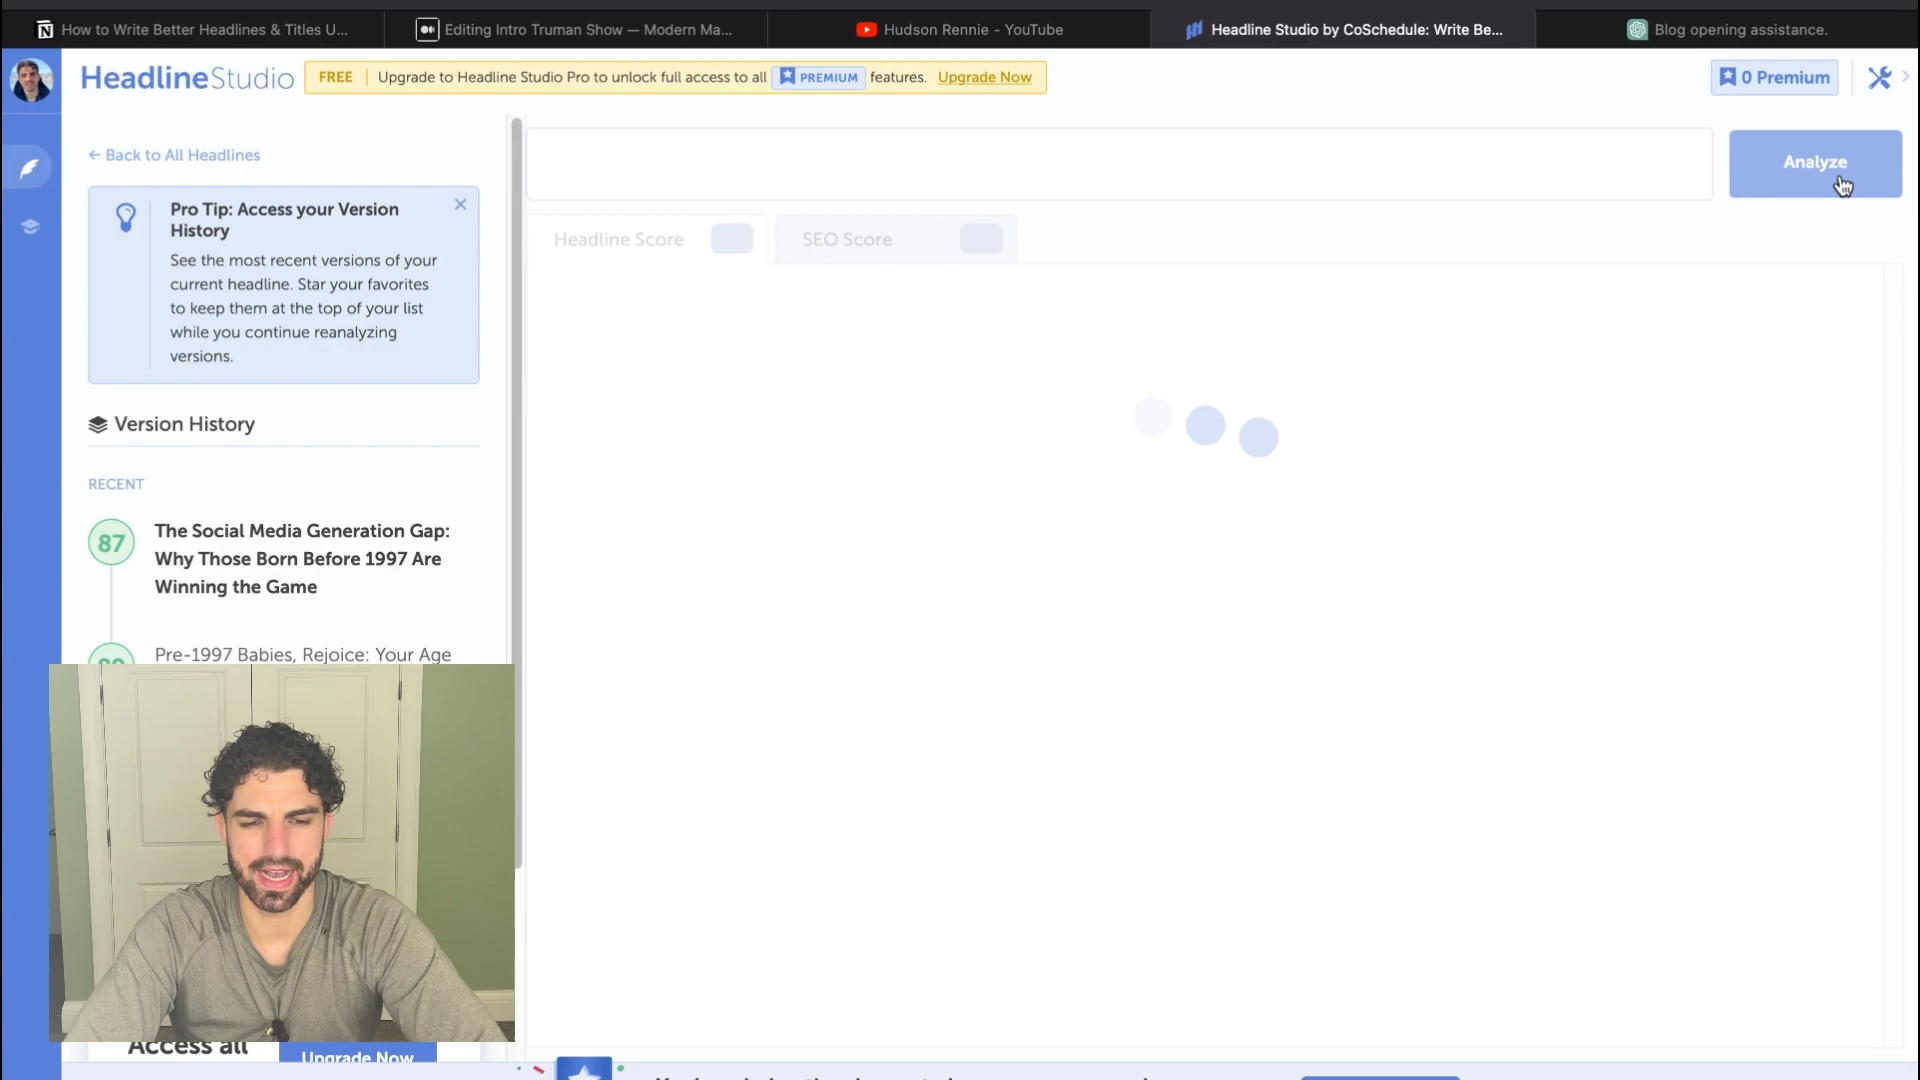 How to Write Better Headlines & Titles U...
Editing Intro Truman Show — Modern Ma...
Hudson Rennie - YouTube
Headline Studio by CoSchedule: Write Be...
Blog opening assistance.
HeadlineStudio
FREE
Upgrade to Headline Studio Pro to unlock full access to all PREMIUM features. Upgrade Now
0 Premium
← Back to All Headlines
Analyze
Pro Tip: Access your Version
History
See the most recent versions of your
current headline. Star your favorites
to keep them at the top of your list
while you continue reanalyzing
versions.
Headline Score
SEO Score
Version History
RECENT
87
The Social Media Generation Gap:
Why Those Born Before 1997 Are
Winning the Game
Pre-1997 Babies, Rejoice: Your Age
Access all
Upgrade Now